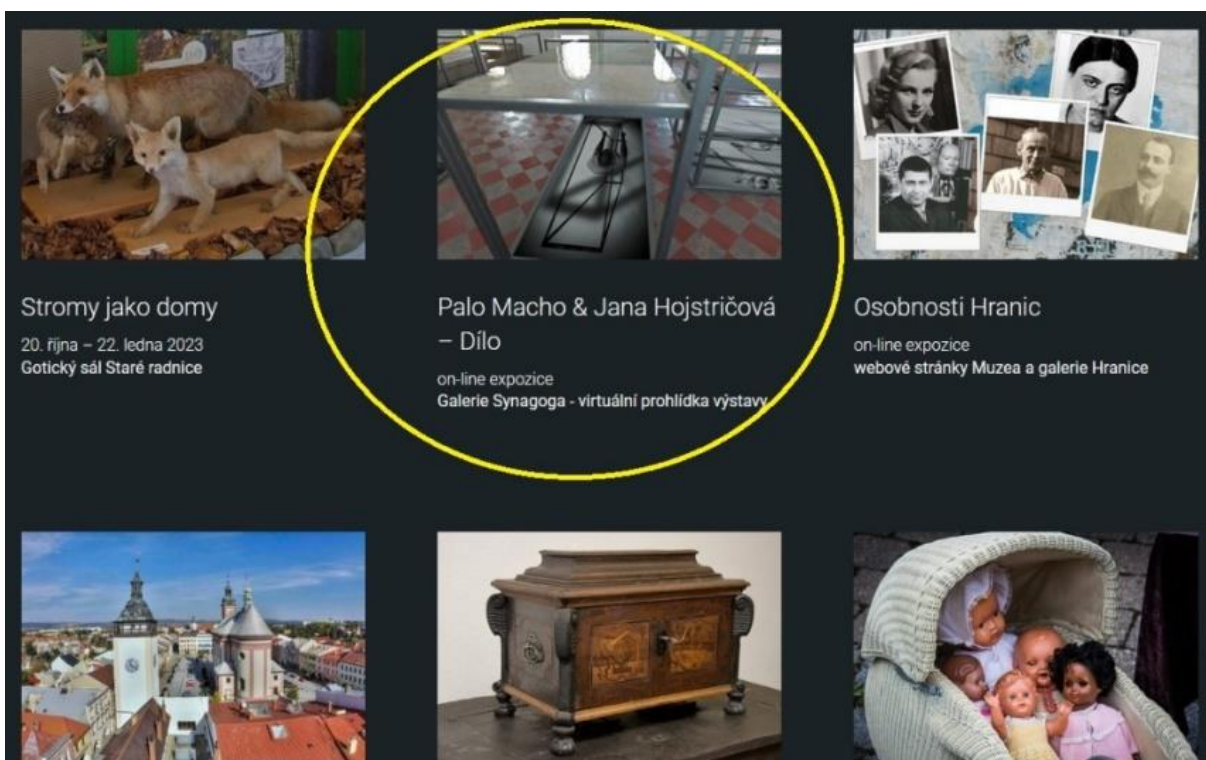 Stromy jako domy
20. října – 22. ledna 2023
Gotický sál Staré radnice
Palo Macho & Jana Hojstričová
– Dílo
on-line expozice
Galerie Synagoga - virtuální prohlídka výstavy
Osobnosti Hranic
on-line expozice
webové stránky Muzea a galerie Hranice